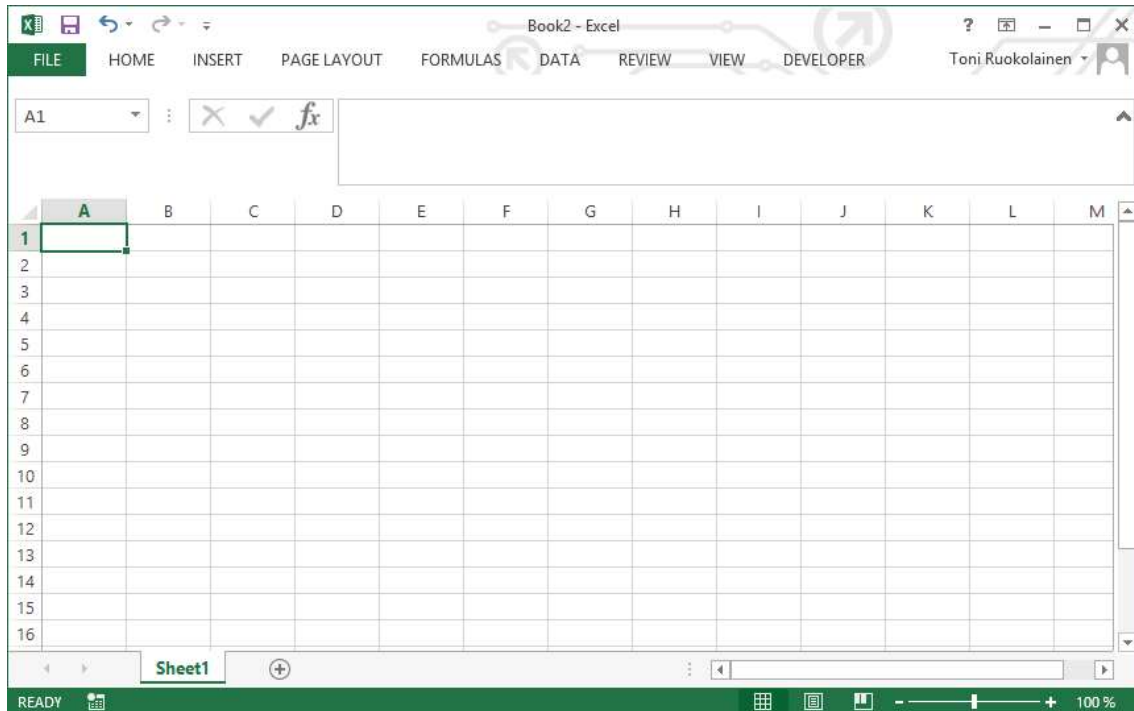 Book2 - Excel ?
FILE HOME INSERT PAGE LAYOUT FORMULAS DATA REVIEW VIEW DEVELOPER Toni Ruokolainen
A1 fx
A B C D E F G H I J K L M
1
2
3
4
5
6
7
8
9
10
11
12
13
14
15
16
Sheet1
READY 100 %